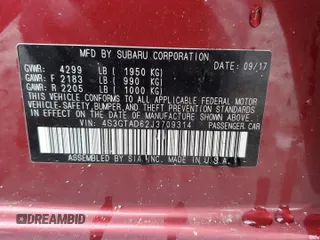 MFD BY SUBARU CORPORATION
GVWR: 4299 LB ( 1950 KG) 09/17
GAWR: F 2183 LB ( 990 KG)
GAWR: R 2205 LB ( 1000 KG)
THIS VEHICLE CONFORMS TO ALL APPLICABLE FEDERAL MOTOR
VEHICLE-SAFETY, BUMPER, AND THEFT PREVENTION STANDARDS
IN EFFECT ON THE DATE OF MANUFACTURE SHOWN ABOVE.
VIN: 4S3GTAD62J3709314 PASSENGER CAR
ASSEMBLED BY SIA, INC. MADE IN U.S.A.
DREAMBID